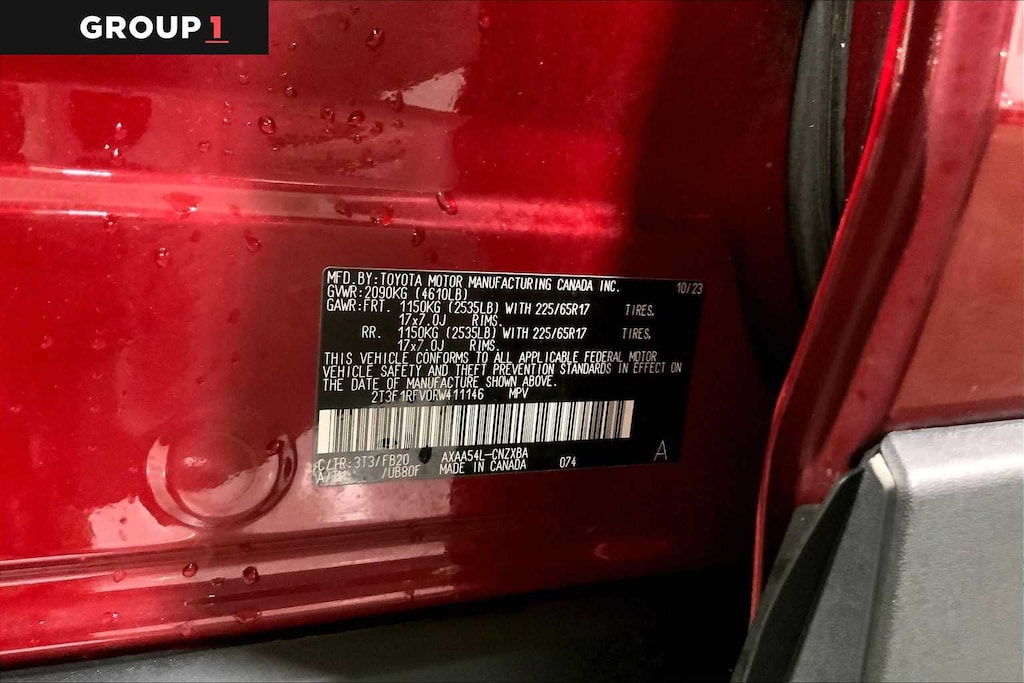 GROUP 1
MFD.BY:TOYOTA MOTOR MANUFACTURING CANADA INC. 10/23
GVWR:2090KG (4610LB)
GAWR:FRT. 1150KG (2535LB) WITH 225/65R17 TIRES,
17x7.0J RIMS,
RR. 1150KG (2535LB) WITH 225/65R17 TIRES,
17x7.0J RIMS,
THIS VEHICLE CONFORMS TO ALL APPLICABLE FEDERAL MOTOR
VEHICLE SAFETY AND THEFT PREVENTION STANDARDS IN EFFECT ON
THE DATE OF MANUFACTURE SHOWN ABOVE.
2T3F1RFV0RW411146 MPV
C/TR:3T3/FB20 AXAA54L-CNZXBA
A/ /UB80F MADE IN CANADA 074 A